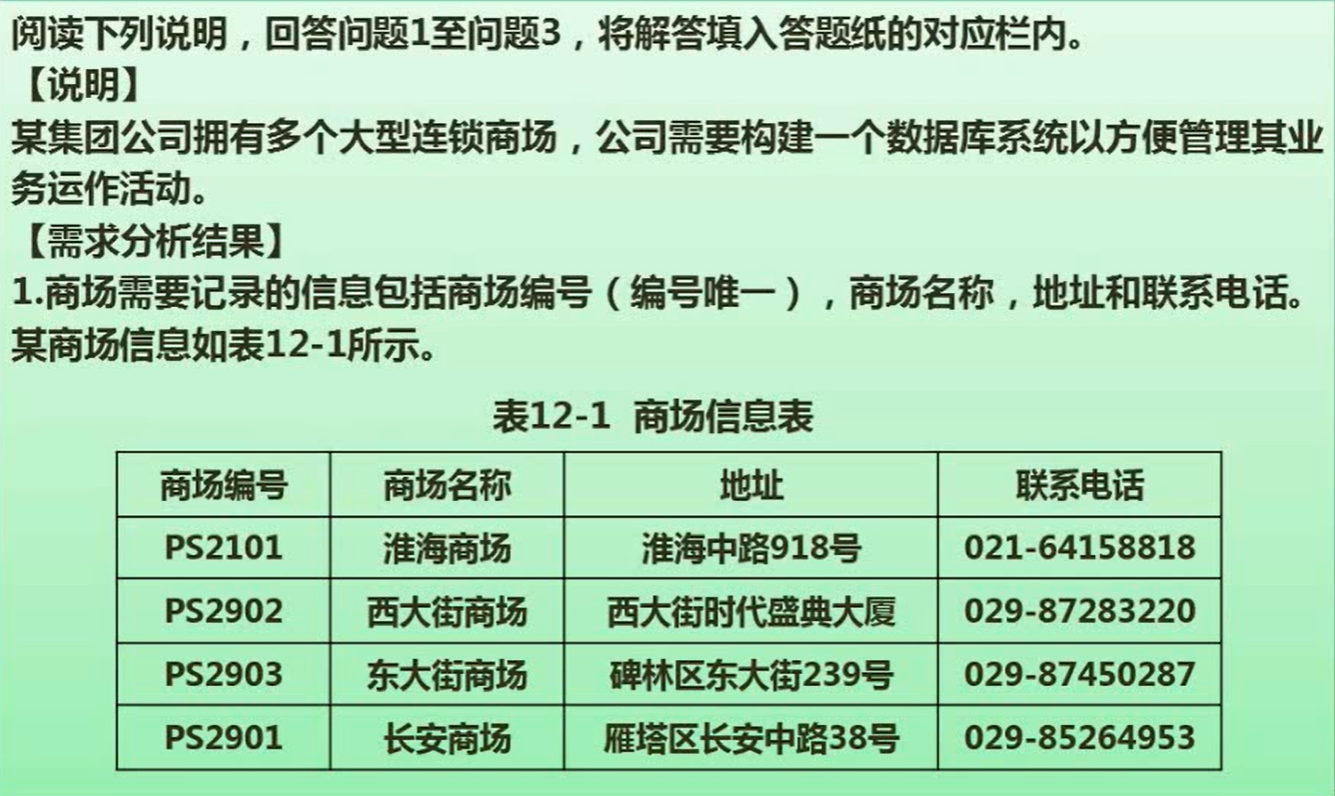 阅读下列说明，回答问题1至问题3，将解答填入答题纸的对应栏内。
【说明】
某集团公司拥有多个大型连锁商场，公司需要构建一个数据库系统以方便管理其业
务运作活动。
【需求分析结果】
1.商场需要记录的信息包括商场编号（编号唯一），商场名称，地址和联系电话。
某商场信息如表12-1所示。
表12-1 商场信息表
商场编号 商场名称 地址 联系电话
PS2101 淮海商场 淮海中路918号 021-64158818
PS2902 西大街商场 西大街时代盛典大厦 029-87283220
PS2903 东大街商场 碑林区东大街239号 029-87450287
PS2901 长安商场 雁塔区长安中路38号 029-85264953